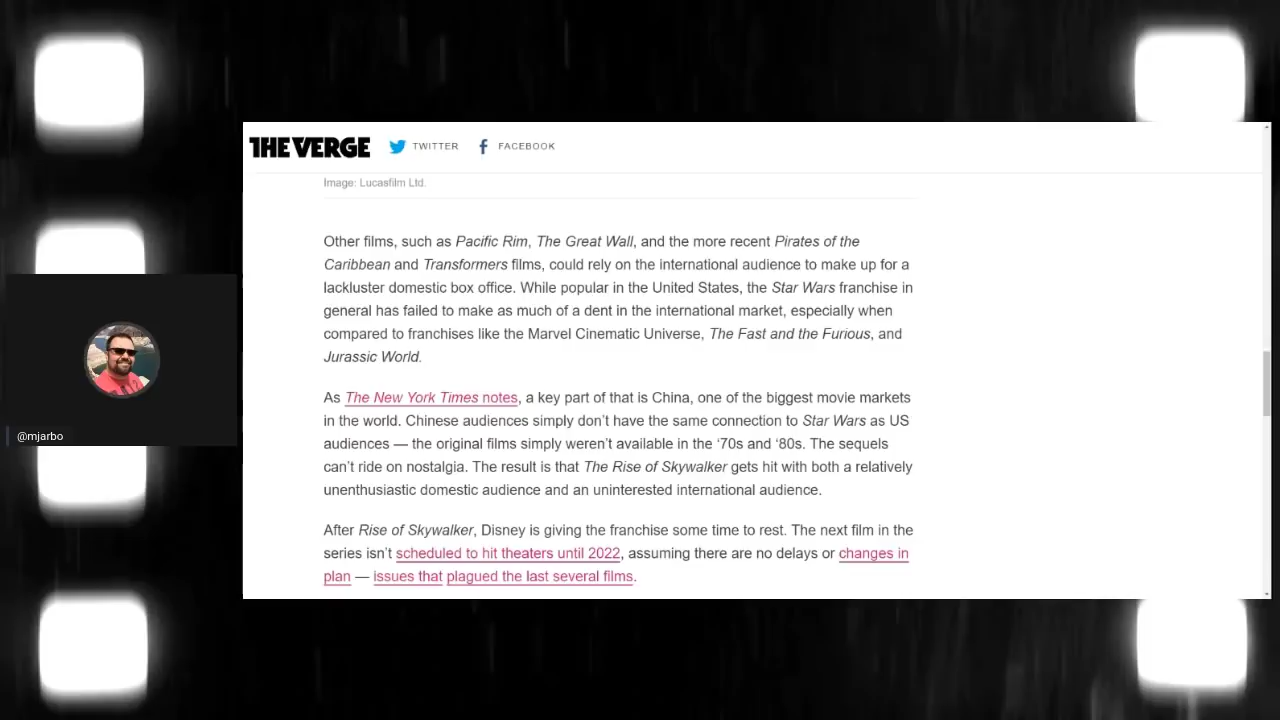 THE VERGE TWITTER FACEBOOK
Image: Lucasfilm Ltd.
Other films, such as Pacific Rim, The Great Wall, and the more recent Pirates of the
Caribbean and Transformers films, could rely on the international audience to make up for a
lackluster domestic box office. While popular in the United States, the Star Wars franchise in
general has failed to make as much of a dent in the international market, especially when
compared to franchises like the Marvel Cinematic Universe, The Fast and the Furious, and
Jurassic World.
As The New York Times notes, a key part of that is China, one of the biggest movie markets
in the world. Chinese audiences simply don’t have the same connection to Star Wars as US
audiences — the original films simply weren’t available in the ‘70s and ‘80s. The sequels
can’t ride on nostalgia. The result is that The Rise of Skywalker gets hit with both a relatively
unenthusiastic domestic audience and an uninterested international audience.
After Rise of Skywalker, Disney is giving the franchise some time to rest. The next film in the
series isn’t scheduled to hit theaters until 2022, assuming there are no delays or changes in
plan — issues that plagued the last several films.
@mjarbo